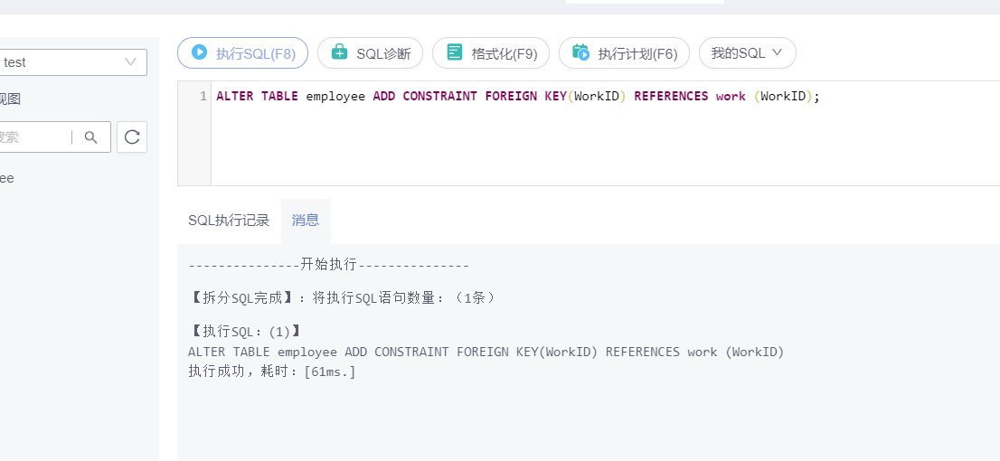 执行SQL(F8) SQL诊断 格式化(F9) 执行计划(F6) 我的SQL
test
视图
搜索
ee
1 ALTER TABLE employee ADD CONSTRAINT FOREIGN KEY(WorkID) REFERENCES work (WorkID);
SQL执行记录 消息
---------------开始执行---------------
【拆分SQL完成】：将执行SQL语句数量：（1条）
【执行SQL：(1)】
ALTER TABLE employee ADD CONSTRAINT FOREIGN KEY(WorkID) REFERENCES work (WorkID)
执行成功，耗时：[61ms.]